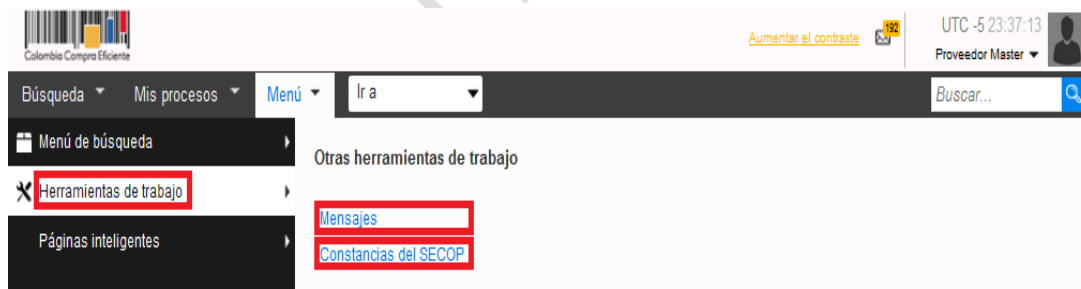 Colombia Compra Eficiente
Aumentar el contraste
192
UTC -5 23:37:13
Proveedor Master
Búsqueda Mis procesos Menú Ir a Buscar...
Menú de búsqueda
Otras herramientas de trabajo
Herramientas de trabajo
Mensajes
Páginas inteligentes
Constancias del SECOP